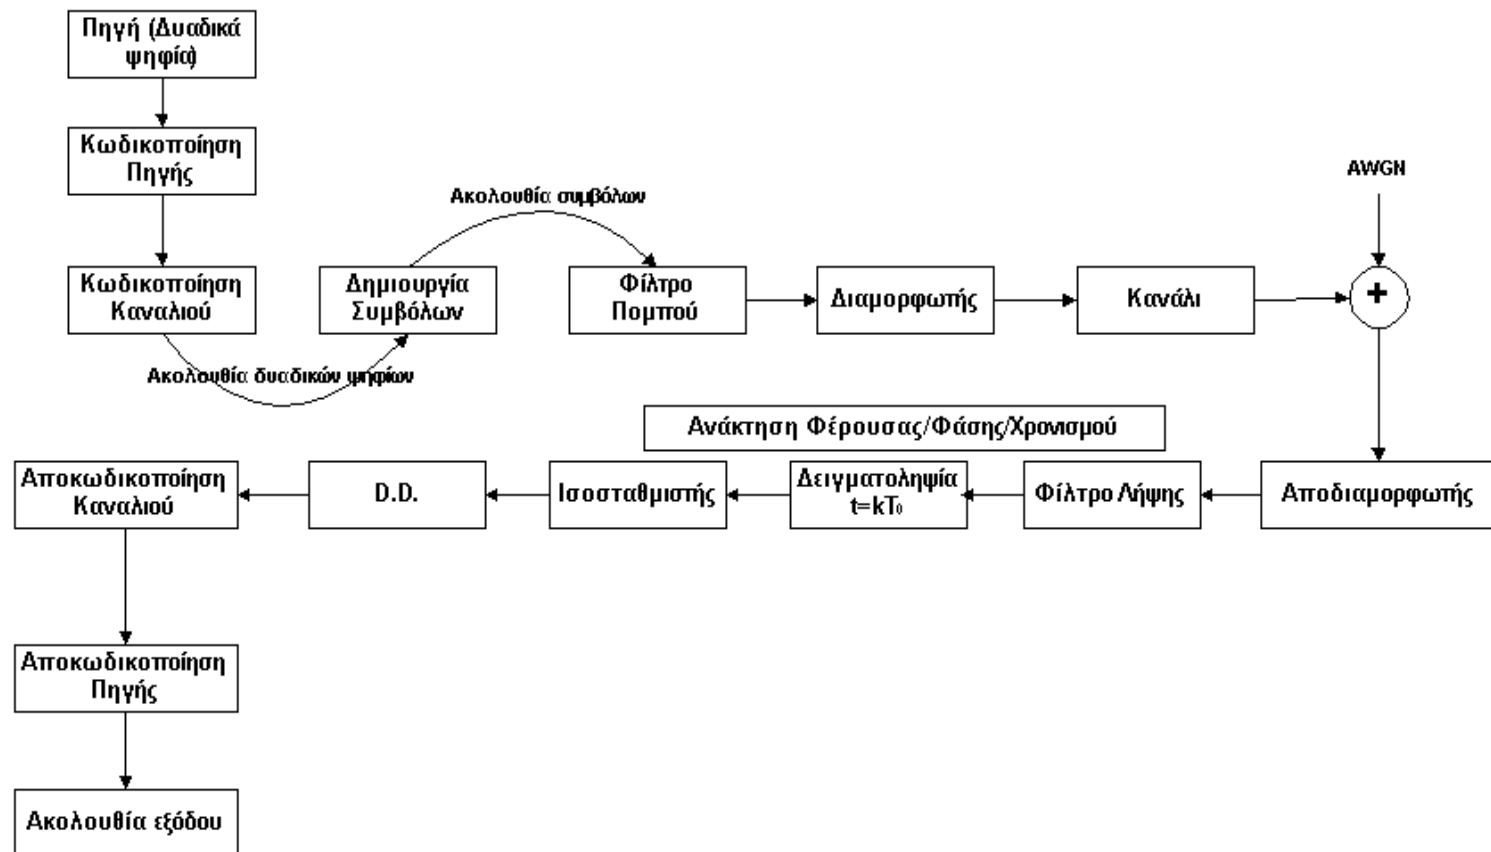 Πηγή (Δυαδικά
ψηφία)
Κωδικοποίηση
Πηγής
AWGN
Ακολουθία συμβόλων
Κωδικοποίηση
Καναλιού
Δημιουργία
Συμβόλων
Φίλτρο
Πομπού
Διαμορφωτής
Κανάλι
+
Ακολουθία δυαδικών ψηφίων
Ανάκτηση Φέρουσας/Φάσης/Χρονισμού
Αποκωδικοποίηση
Καναλιού
D.D.
Ισοσταθμιστής
Δειγματοληψία
t=kT₀
Φίλτρο Λήψης
Αποδιαμορφωτής
Αποκωδικοποίηση
Πηγής
Ακολουθία εξόδου